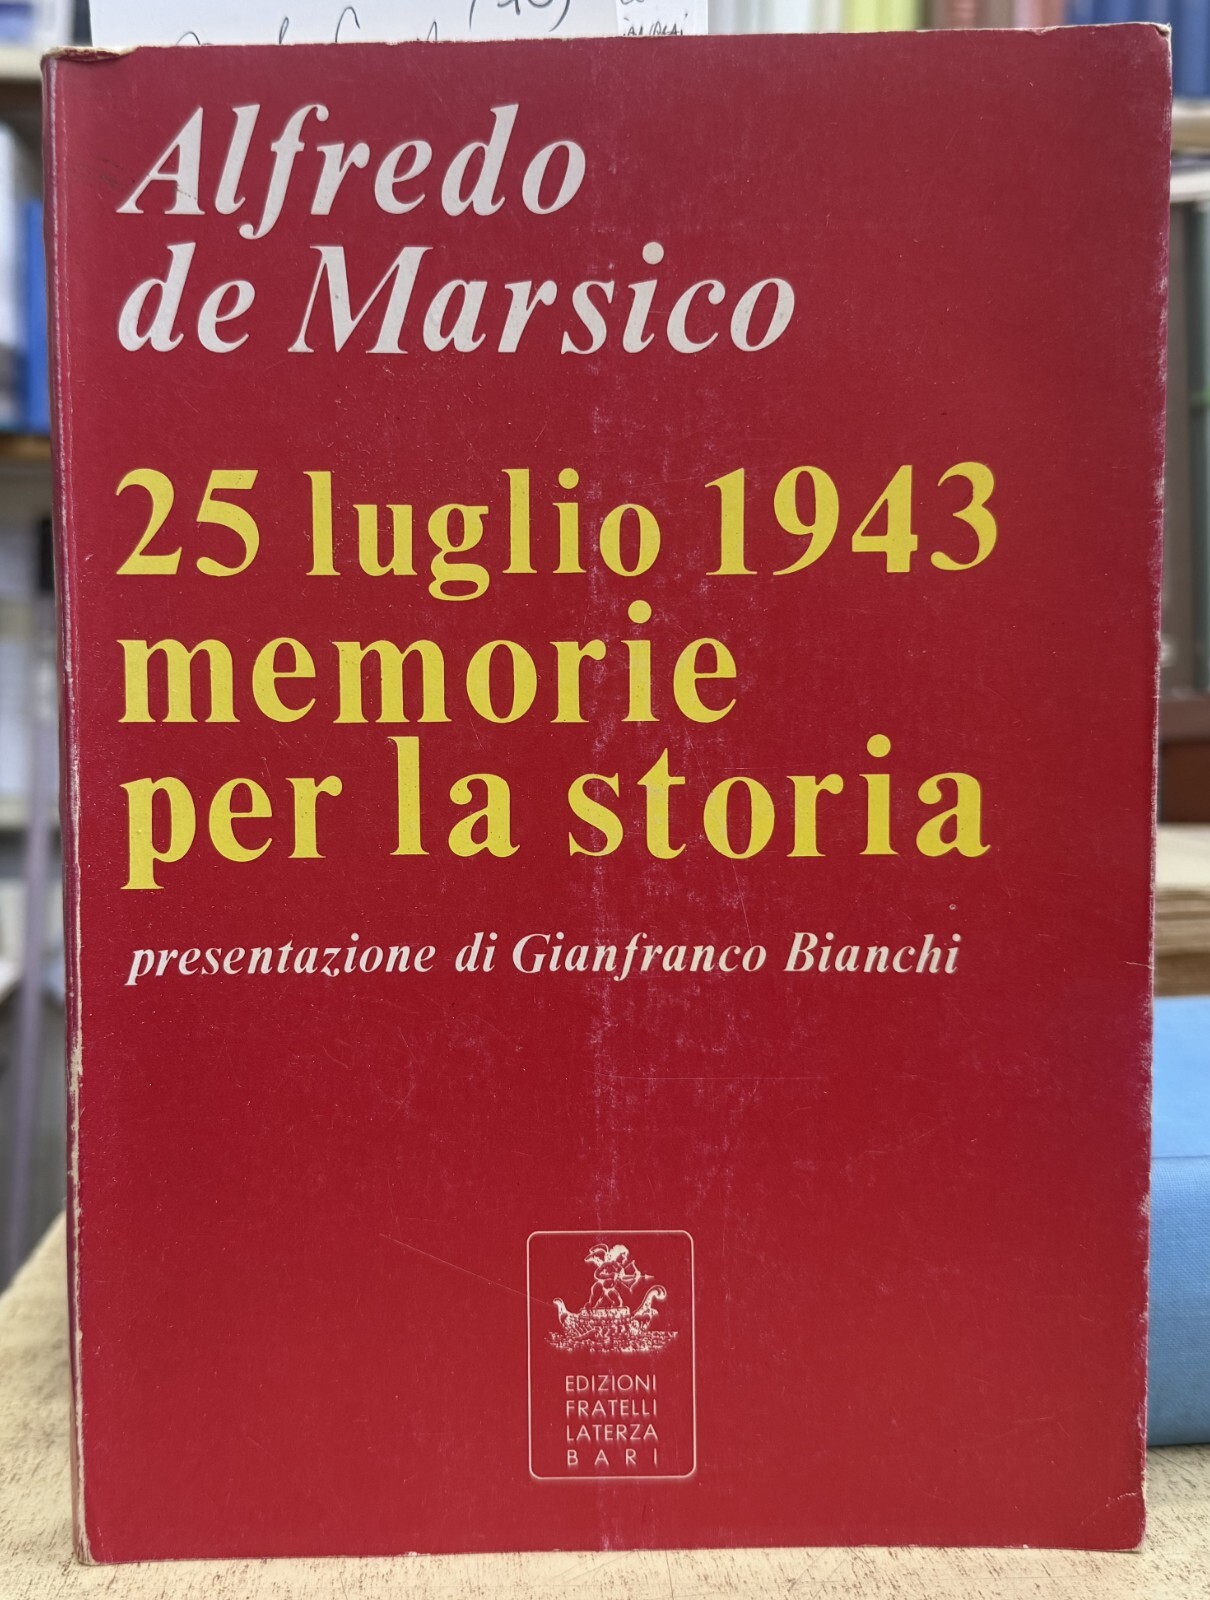 Alfredo
de Marsico
25 luglio 1943
memorie
per la storia
presentazione di Gianfranco Bianchi
EDIZIONI
FRATELLI
LATERZA
BARI